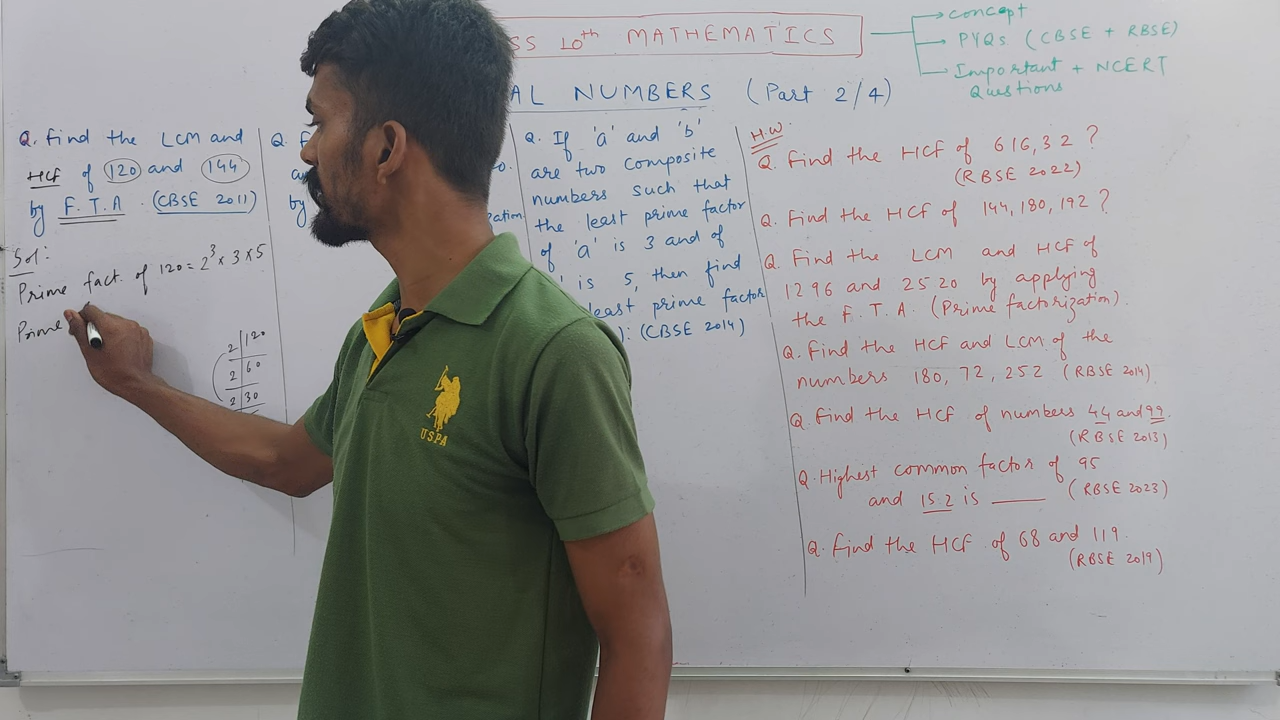 SS 10th MATHEMATICS
concept
PYQs (CBSE + RBSE)
Important + NCERT
Questions
AL NUMBERS (Part 2/4)
Q. Find the LCM and
HCF of 120 and 144
by F.T.A. (CBSE 2011)
Sol:
Prime fact. of 120 = 2³ × 3 × 5
Prime
2 | 120
2 | 60
2 | 30
Q.
by
Q. If 'a' and 'b'
are two composite
numbers such that
the least prime factor
of 'a' is 3 and of
' is 5, then find
least prime factor
): (CBSE 2014)
H.W
Q. Find the HCF of 616, 32 ?
(RBSE 2022)
Q. Find the HCF of 144, 180, 192 ?
Q. Find the LCM and HCF of
1296 and 2520 by applying
the F.T.A. (Prime factorization).
Q. Find the HCF and LCM of the
numbers 180, 72, 252 (RBSE 2014)
Q. Find the HCF of numbers 44 and 99.
(RBSE 2013)
Q. Highest common factor of 95
and 152 is ____ (RBSE 2023)
Q. Find the HCF of 68 and 119.
(RBSE 2019)
USPA